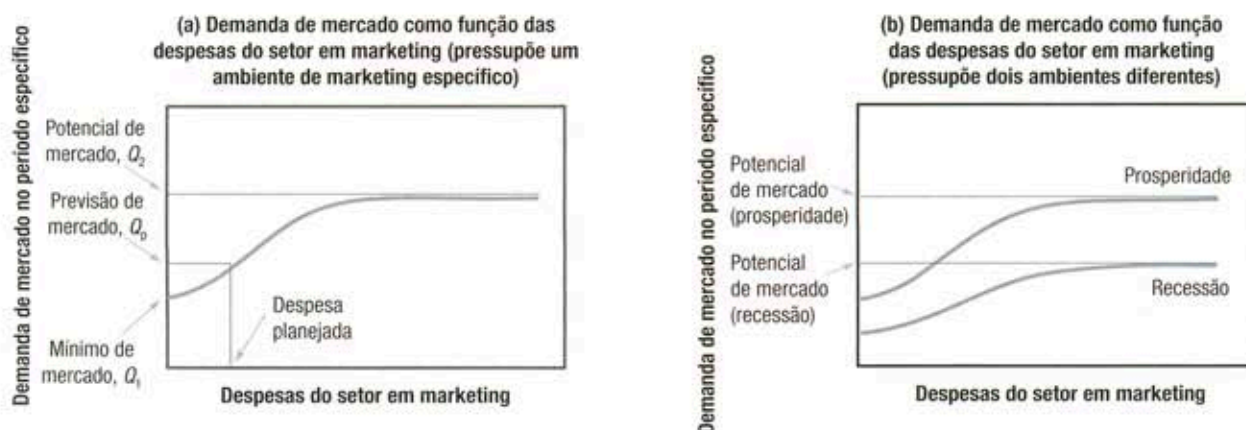 (a) Demanda de mercado como função das
despesas do setor em marketing (pressupõe um
ambiente de marketing específico)
Demanda de mercado no período específico
Potencial de
mercado, Q2
Previsão de
mercado, Qp
Mínimo de
mercado, Q1
Despesa
planejada
Despesas do setor em marketing
(b) Demanda de mercado como função
das despesas do setor em marketing
(pressupõe dois ambientes diferentes)
Demanda de mercado no período específico
Potencial
de mercado
(prosperidade)
Potencial
de mercado
(recessão)
Prosperidade
Recessão
Despesas do setor em marketing